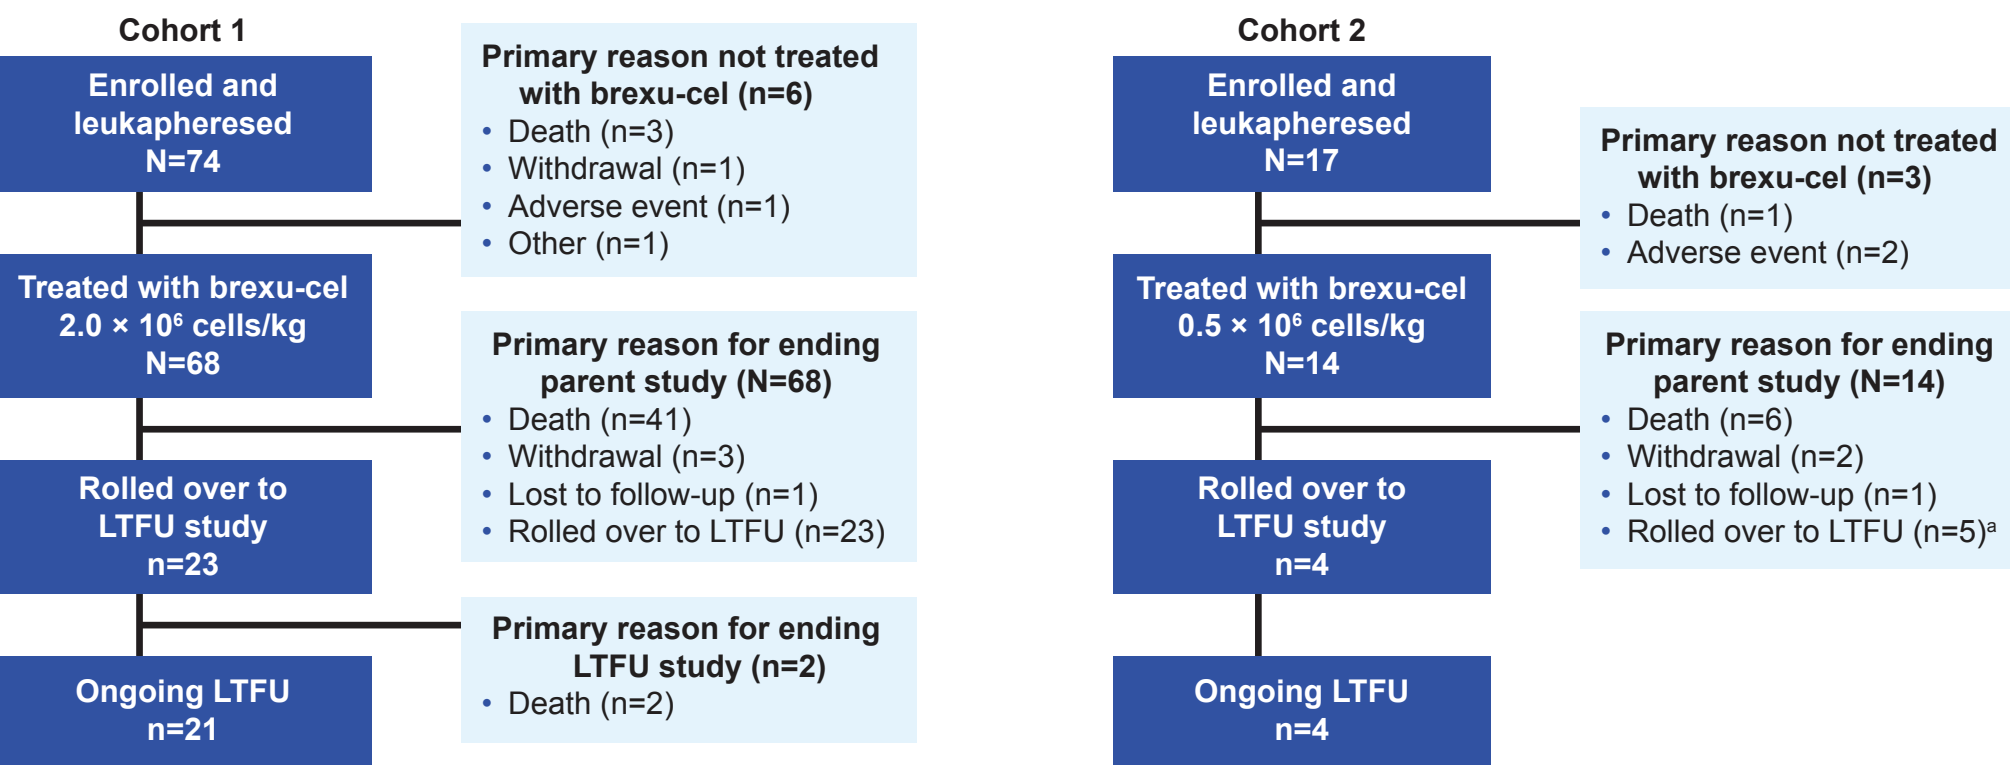 Cohort 1
Enrolled and
leukapheresed
N=74
Primary reason not treated
with brexu-cel (n=6)
• Death (n=3)
• Withdrawal (n=1)
• Adverse event (n=1)
• Other (n=1)
Treated with brexu-cel
2.0 × 10⁶ cells/kg
N=68
Primary reason for ending
parent study (N=68)
• Death (n=41)
• Withdrawal (n=3)
• Lost to follow-up (n=1)
• Rolled over to LTFU (n=23)
Rolled over to
LTFU study
n=23
Primary reason for ending
LTFU study (n=2)
• Death (n=2)
Ongoing LTFU
n=21
Cohort 2
Enrolled and
leukapheresed
N=17
Primary reason not treated
with brexu-cel (n=3)
• Death (n=1)
• Adverse event (n=2)
Treated with brexu-cel
0.5 × 10⁶ cells/kg
N=14
Primary reason for ending
parent study (N=14)
• Death (n=6)
• Withdrawal (n=2)
• Lost to follow-up (n=1)
• Rolled over to LTFU (n=5)ᵃ
Rolled over to
LTFU study
n=4
Ongoing LTFU
n=4